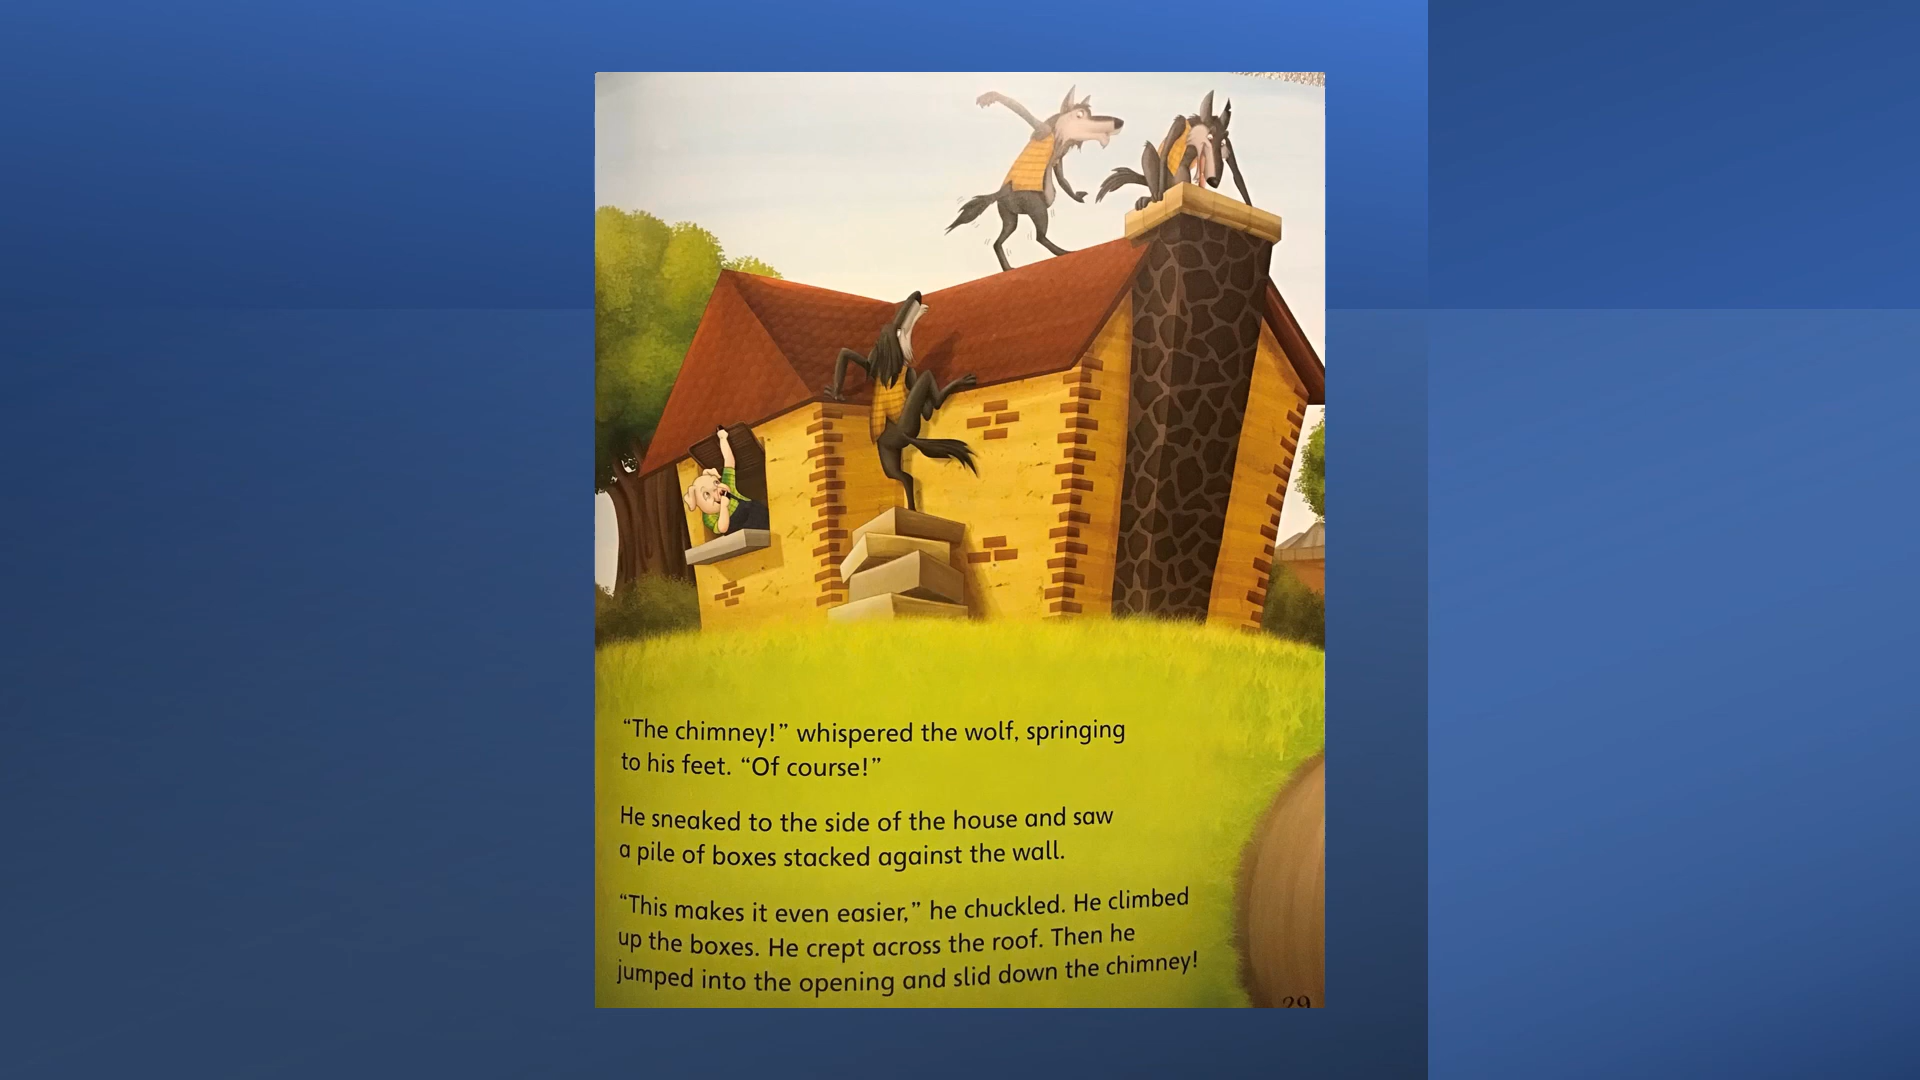 “The chimney!” whispered the wolf, springing
to his feet. “Of course!”
He sneaked to the side of the house and saw
a pile of boxes stacked against the wall.
“This makes it even easier,” he chuckled. He climbed
up the boxes. He crept across the roof. Then he
jumped into the opening and slid down the chimney!
29